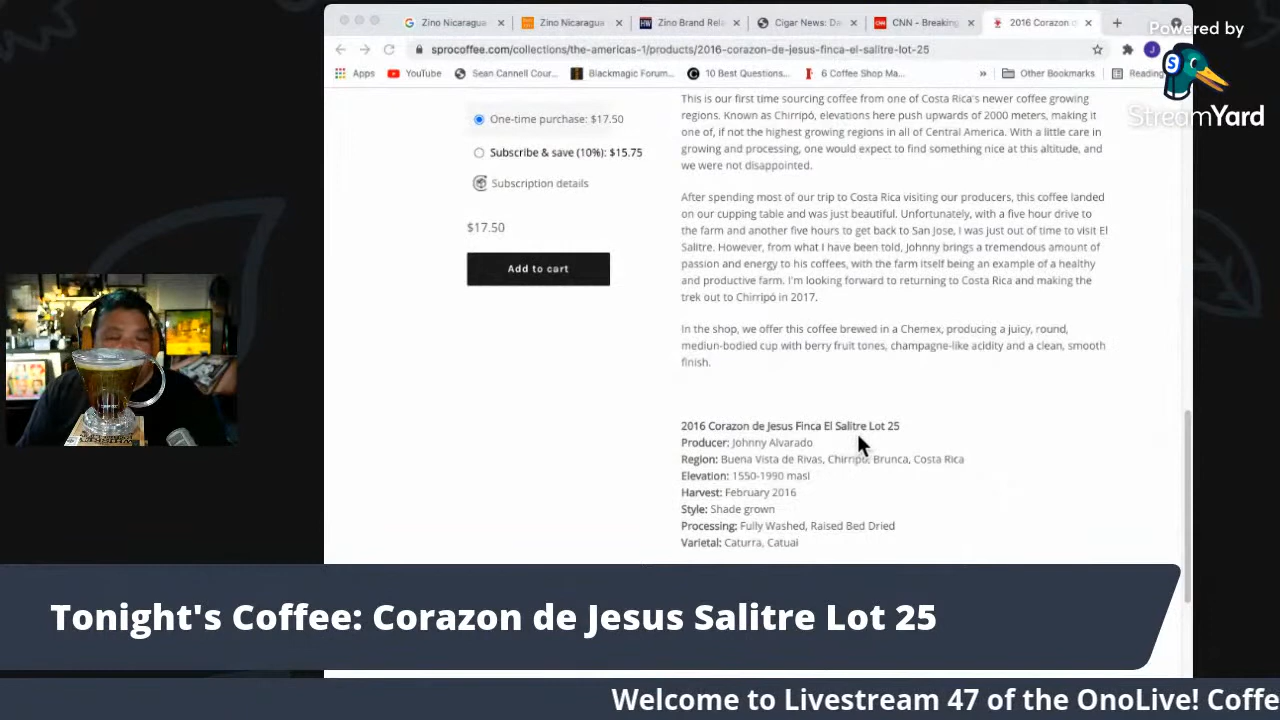 Zino Nicaragua
Zino Nicaragua
Zino Brand Rel
Cigar News: Da
CNN - Breaking
2016 Corazon
Powered by
StreamYard
sprocoffee.com/collections/the-americas-1/products/2016-corazon-de-jesus-finca-el-salitre-lot-25
Apps
YouTube
Sean Cannell Cour...
Blackmagic Forum...
10 Best Questions...
6 Coffee Shop Ma...
»
Other Bookmarks
Reading
One-time purchase: $17.50
Subscribe & save (10%): $15.75
Subscription details
$17.50
Add to cart
This is our first time sourcing coffee from one of Costa Rica's newer coffee growing
regions. Known as Chirripó, elevations here push upwards of 2000 meters, making it
one of, if not the highest growing regions in all of Central America. With a little care in
growing and processing, one would expect to find something nice at this altitude, and
we were not disappointed.
After spending most of our trip to Costa Rica visiting our producers, this coffee landed
on our cupping table and was just beautiful. Unfortunately, with a five hour drive to
the farm and another five hours to get back to San Jose, I was just out of time to visit El
Salitre. However, from what I have been told, Johnny brings a tremendous amount of
passion and energy to his coffees, with the farm itself being an example of a healthy
and productive farm. I'm looking forward to returning to Costa Rica and making the
trek out to Chirripó in 2017.
In the shop, we offer this coffee brewed in a Chemex, producing a juicy, round,
mediun-bodied cup with berry fruit tones, champagne-like acidity and a clean, smooth
finish.
2016 Corazon de Jesus Finca El Salitre Lot 25
Producer: Johnny Alvarado
Region: Buena Vista de Rivas, Chirripó, Brunca, Costa Rica
Elevation: 1550-1990 masl
Harvest: February 2016
Style: Shade grown
Processing: Fully Washed, Raised Bed Dried
Varietal: Caturra, Catuai
Tonight's Coffee: Corazon de Jesus Salitre Lot 25
Welcome to Livestream 47 of the OnoLive! Coffe